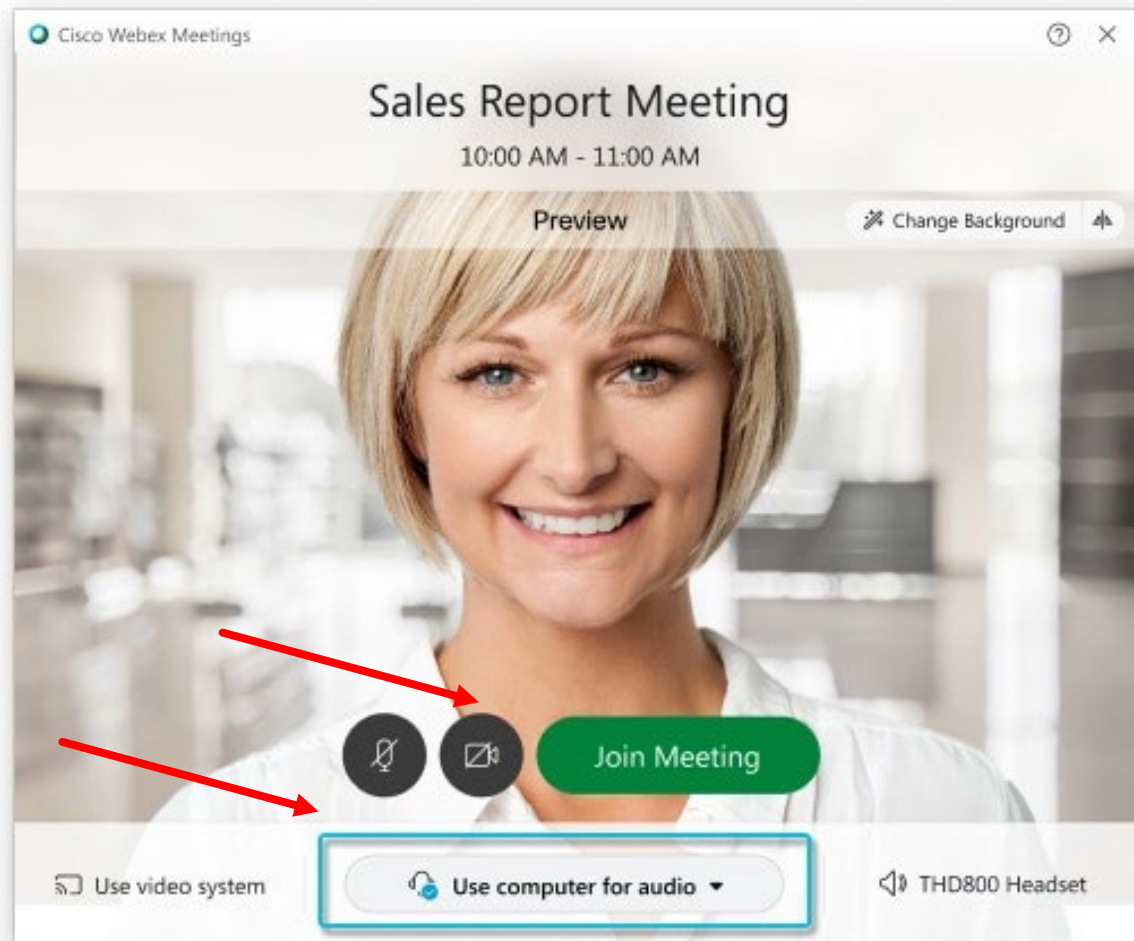 Cisco Webex Meetings
Sales Report Meeting
10:00 AM - 11:00 AM
Preview
Change Background
Join Meeting
Use video system
Use computer for audio
THD800 Headset